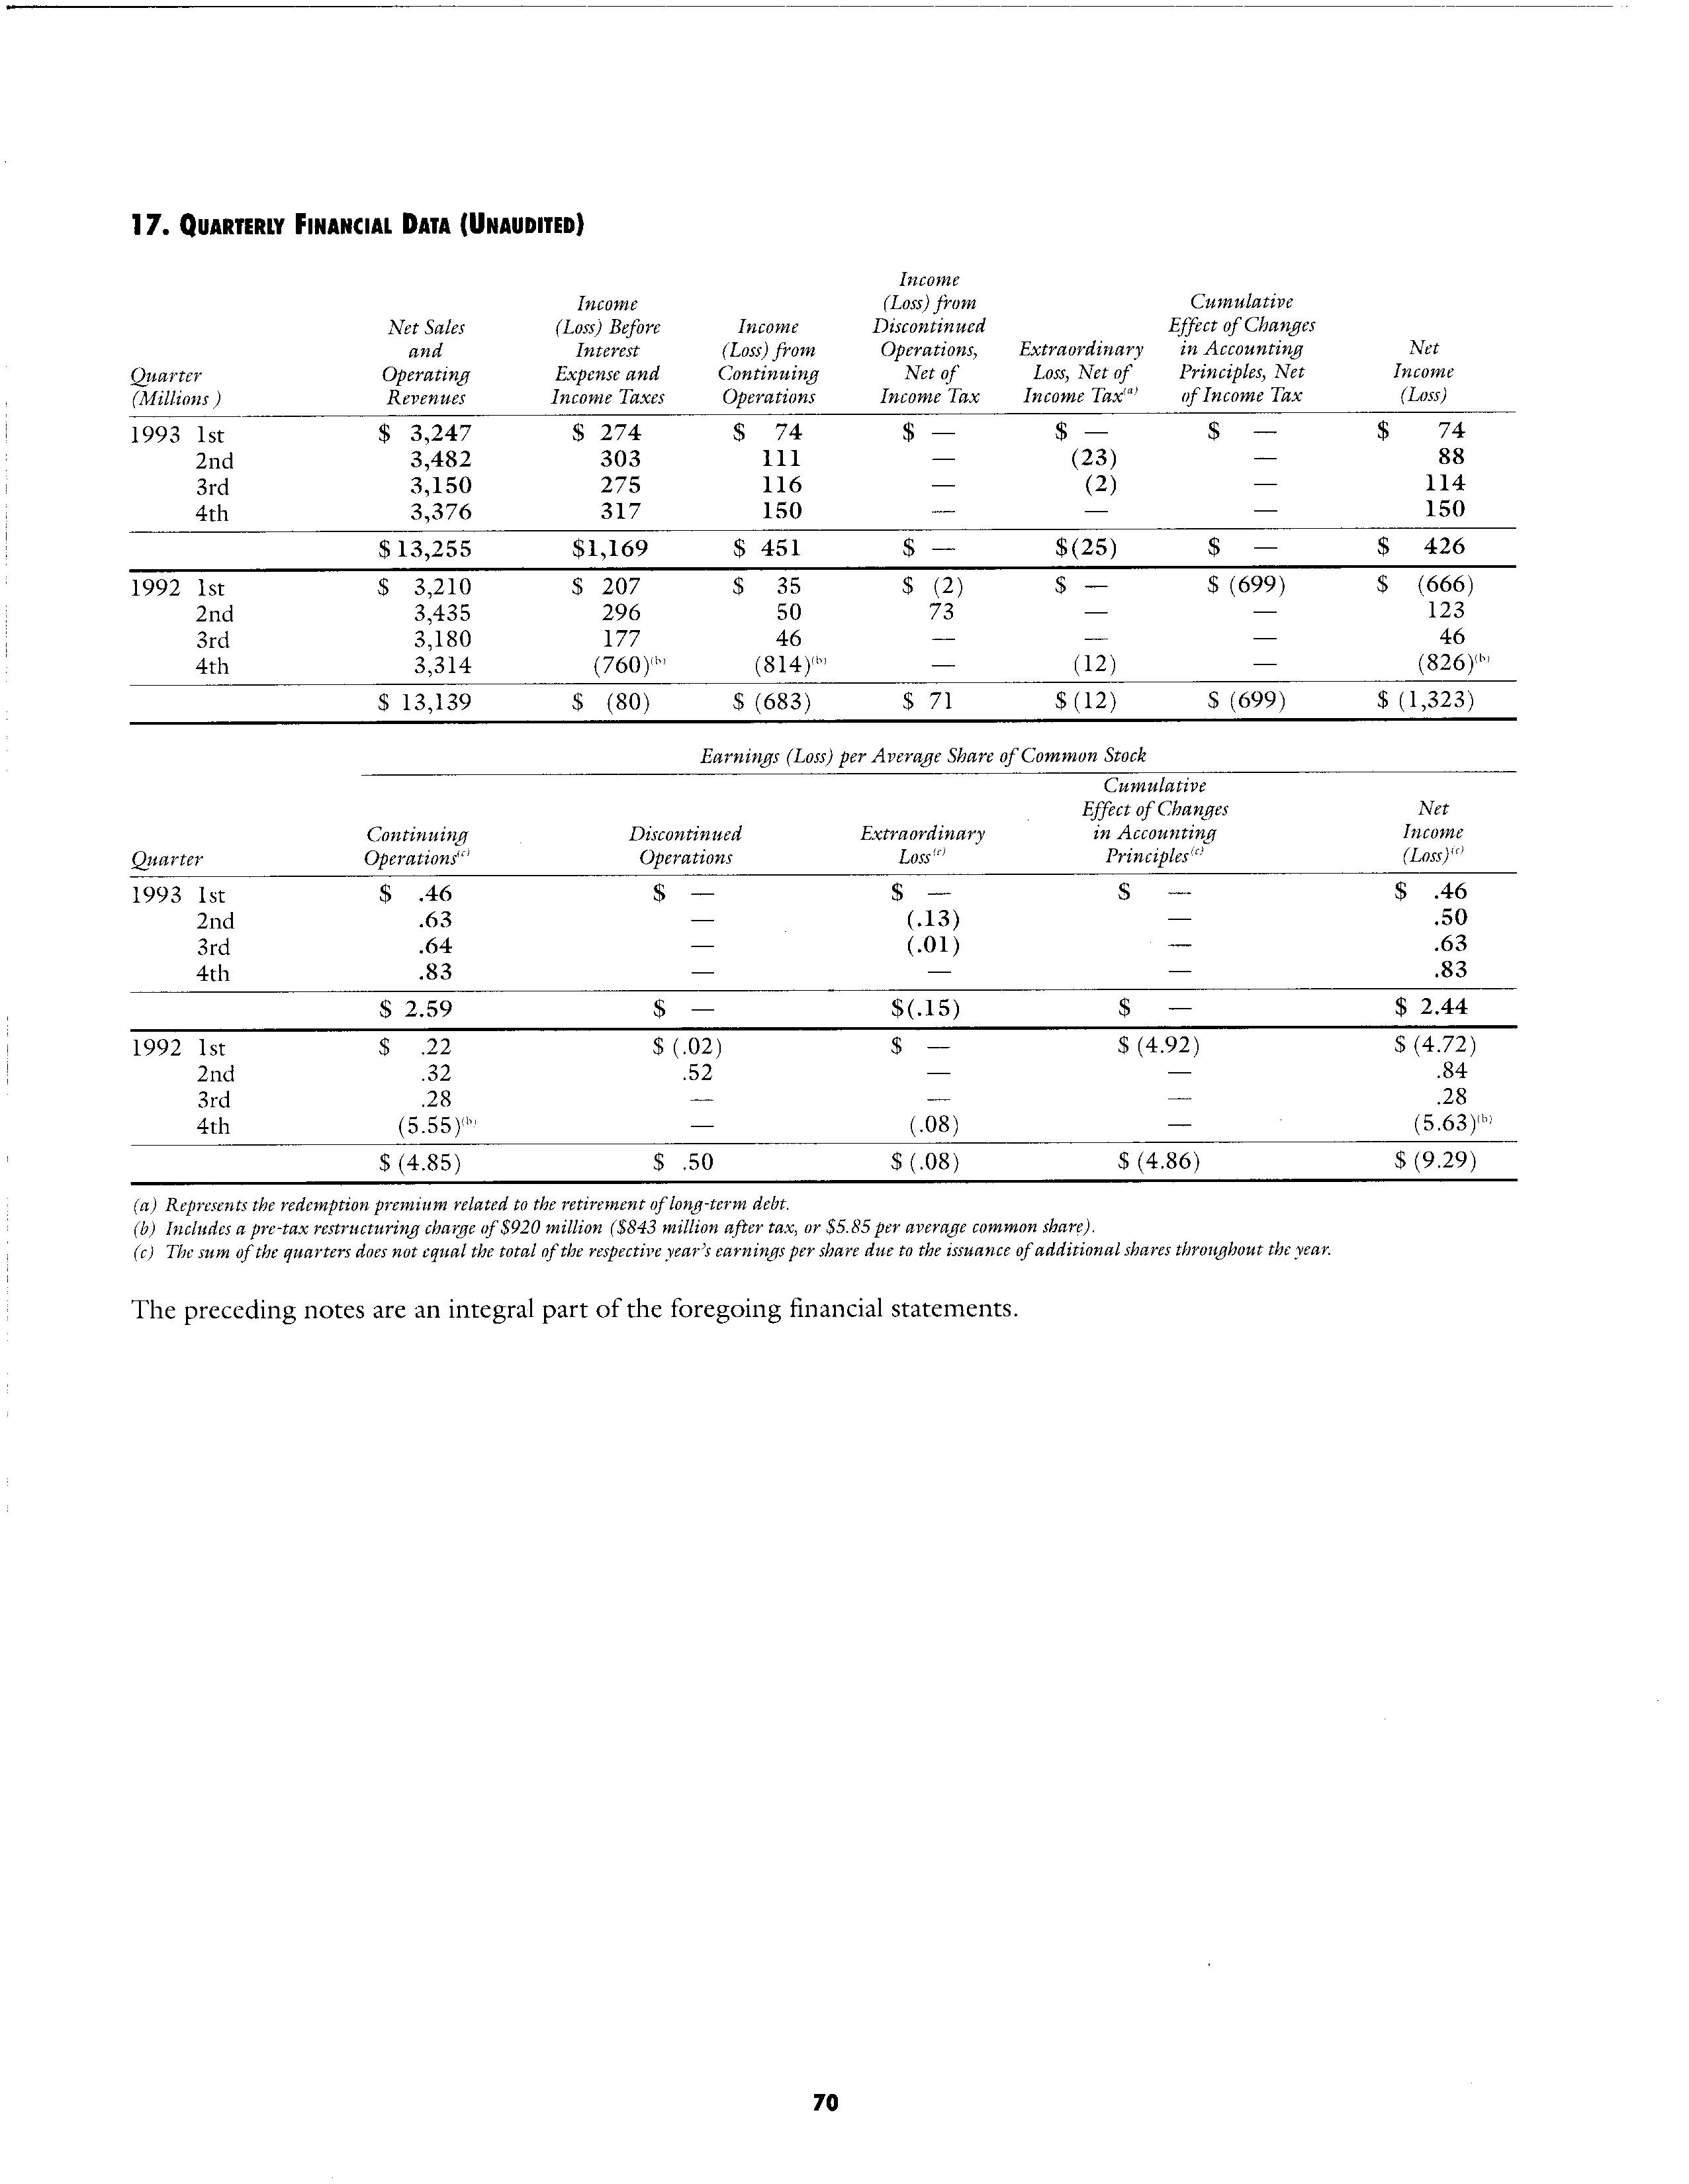 17. QUARTERLY FINANCIAL DATA (UNAUDITED)
Quarter (Millions) Net Sales and Operating Revenues Income (Loss) Before Interest Expense and Income Taxes Income (Loss) from Continuing Operations Income (Loss) from Discontinued Operations, Net of Income Tax Extraordinary Loss, Net of Income Tax(a) Cumulative Effect of Changes in Accounting Principles, Net of Income Tax Net Income (Loss)
1993 1st $ 3,247 $ 274 $ 74 $ — $ — $ — $ 74
2nd 3,482 303 111 — (23) — 88
3rd 3,150 275 116 — (2) — 114
4th 3,376 317 150 — — — 150
$13,255 $1,169 $ 451 $ — $(25) $ — $ 426
1992 1st $ 3,210 $ 207 $ 35 $ (2) $ — $ (699) $ (666)
2nd 3,435 296 50 73 — — 123
3rd 3,180 177 46 — — — 46
4th 3,314 (760)(b) (814)(b) — (12) — (826)(b)
$ 13,139 $ (80) $ (683) $ 71 $(12) $ (699) $ (1,323)
Earnings (Loss) per Average Share of Common Stock
Quarter Continuing Operations(c) Discontinued Operations Extraordinary Loss(c) Cumulative Effect of Changes in Accounting Principles(c) Net Income (Loss)(c)
1993 1st $ .46 $ — $ — $ — $ .46
2nd .63 — (.13) — .50
3rd .64 — (.01) — .63
4th .83 — — — .83
$ 2.59 $ — $(.15) $ — $ 2.44
1992 1st $ .22 $ (.02) $ — $ (4.92) $ (4.72)
2nd .32 .52 — — .84
3rd .28 — — — .28
4th (5.55)(b) — (.08) — (5.63)(b)
$ (4.85) $ .50 $ (.08) $ (4.86) $ (9.29)
(a) Represents the redemption premium related to the retirement of long-term debt.
(b) Includes a pre-tax restructuring charge of $920 million ($843 million after tax, or $5.85 per average common share).
(c) The sum of the quarters does not equal the total of the respective year's earnings per share due to the issuance of additional shares throughout the year.
The preceding notes are an integral part of the foregoing financial statements.
70